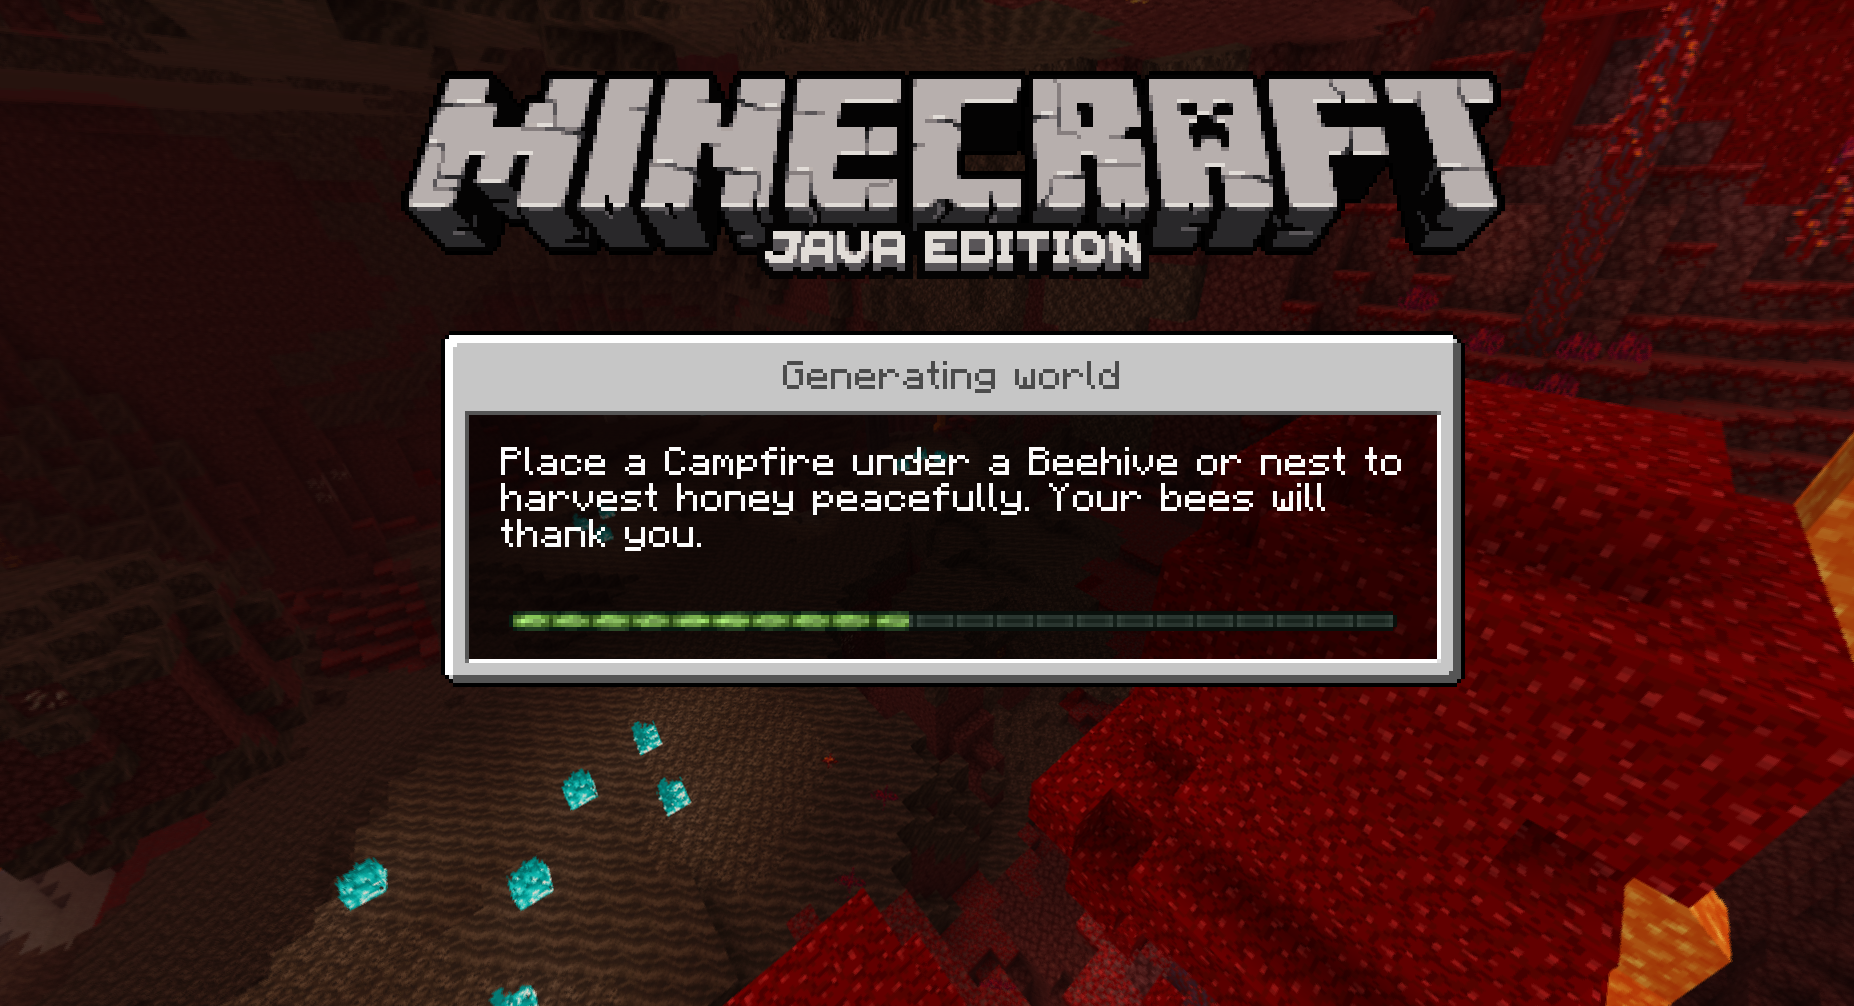 MINECRAFT
JAVA EDITION
Generating world
Place a Campfire under a Beehive or nest to
harvest honey peacefully. Your bees will
thank you.